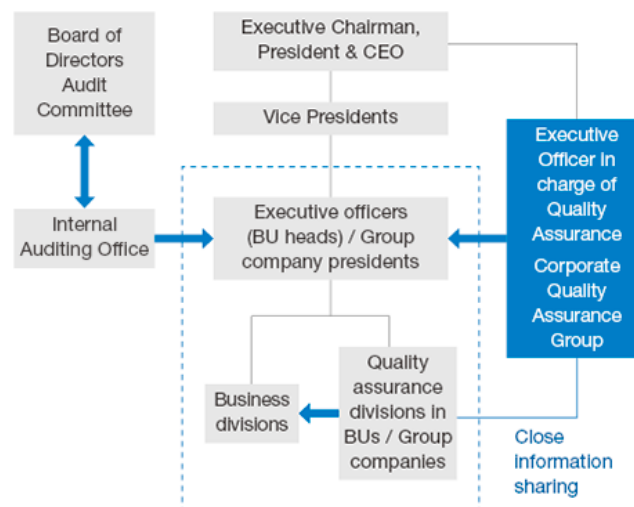 Board of
Directors
Audit
Committee
Executive Chairman,
President & CEO
Vice Presidents
Executive
Officer in
charge of
Quality
Assurance
Corporate
Quality
Assurance
Group
Internal
Auditing Office
Executive officers
(BU heads) / Group
company presidents
Business
divisions
Quality
assurance
divisions in
BUs / Group
companies
Close
information
sharing